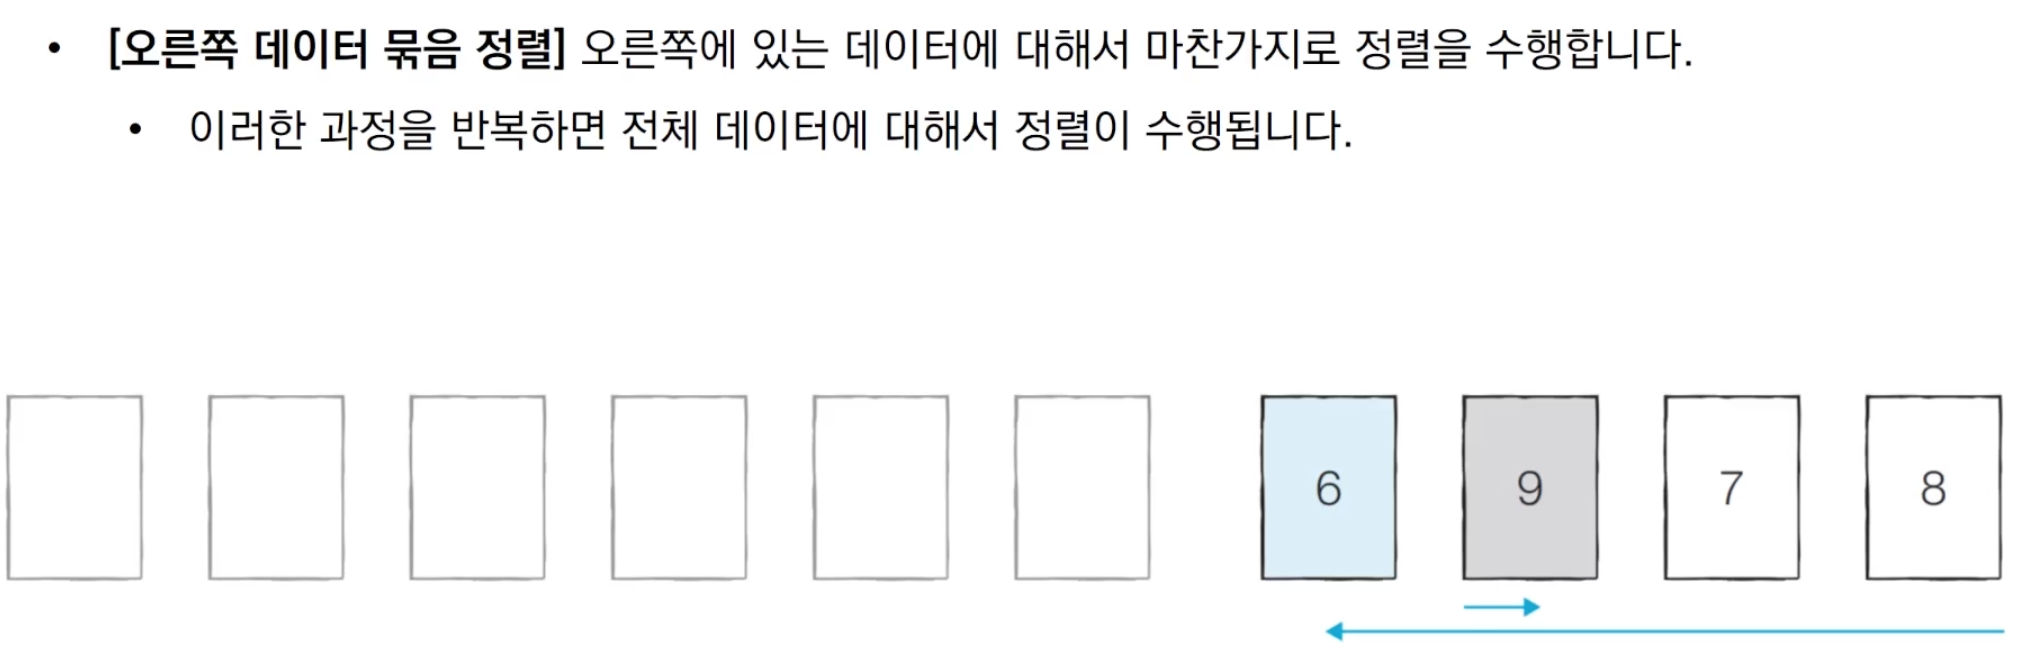 • [오른쪽 데이터 묶음 정렬] 오른쪽에 있는 데이터에 대해서 마찬가지로 정렬을 수행합니다.
• 이러한 과정을 반복하면 전체 데이터에 대해서 정렬이 수행됩니다.
6 9 7 8